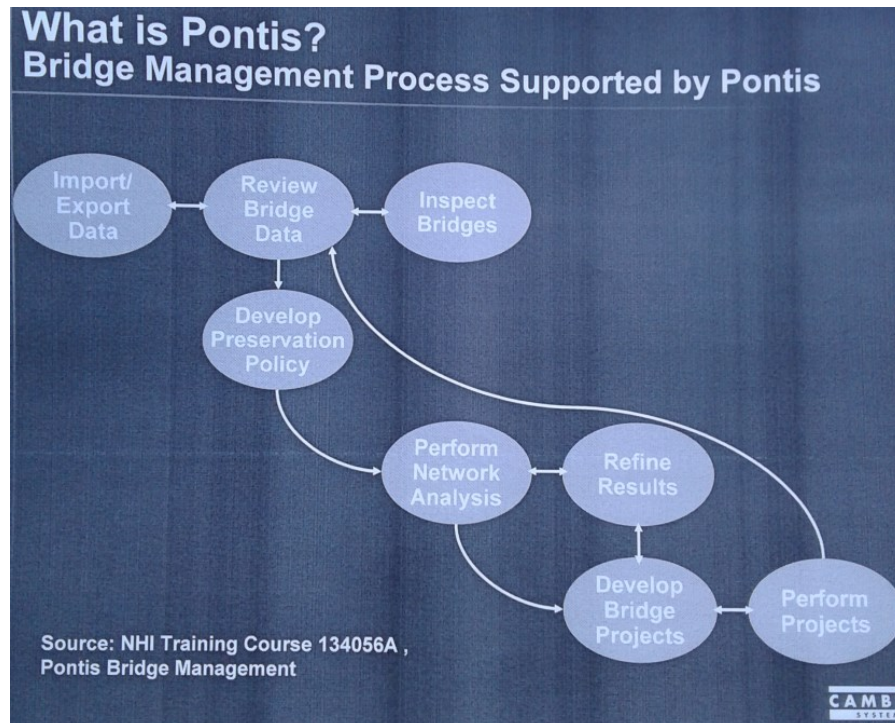 What is Pontis?
Bridge Management Process Supported by Pontis
Import/
Export
Data
Review
Bridge
Data
Inspect
Bridges
Develop
Preservation
Policy
Perform
Network
Analysis
Refine
Results
Develop
Bridge
Projects
Perform
Projects
Source: NHI Training Course 134056A ,
Pontis Bridge Management
CAMB
SYSTE